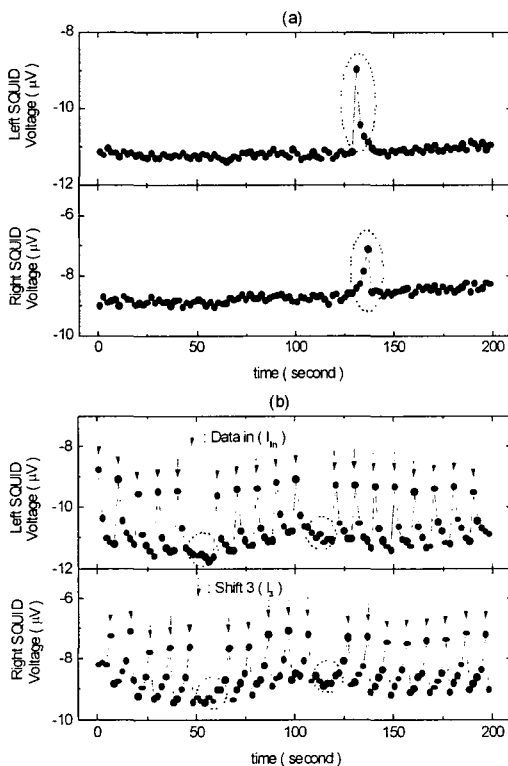 (a)
-8
-10
-12
Left SQUID
Voltage ( μV )
-6
-8
-10
Right SQUID
Voltage ( μV )
0 50 100 150 200
time ( second )
(b)
-8
-10
-12
Left SQUID
Voltage ( μV )
: Data in ( I_in )
-6
-8
-10
Right SQUID
Voltage ( μV )
: Shift 3 ( I_3 )
0 50 100 150 200
time ( second )